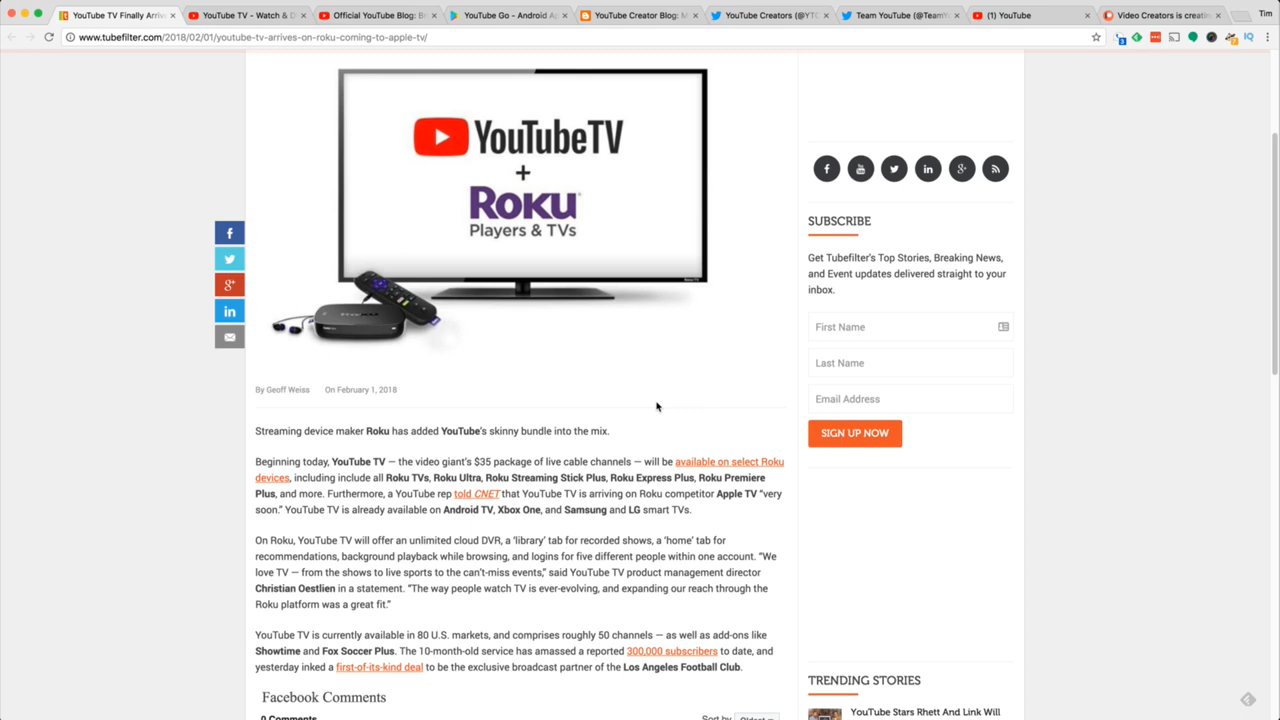 YouTube TV Finally Arrive
YouTube TV - Watch & D
Official YouTube Blog: Br
YouTube Go - Android Ap
YouTube Creator Blog: M
YouTube Creators (@YTC
Team YouTube (@TeamY
(1) YouTube
Video Creators is creatin
Tim
www.tubefilter.com/2018/02/01/youtube-tv-arrives-on-roku-coming-to-apple-tv/
YouTubeTV
+
Roku
Players & TVs
By Geoff Weiss On February 1, 2018
Streaming device maker Roku has added YouTube's skinny bundle into the mix.
Beginning today, YouTube TV — the video giant's $35 package of live cable channels — will be available on select Roku
devices, including include all Roku TVs, Roku Ultra, Roku Streaming Stick Plus, Roku Express Plus, Roku Premiere
Plus, and more. Furthermore, a YouTube rep told CNET that YouTube TV is arriving on Roku competitor Apple TV “very
soon.” YouTube TV is already available on Android TV, Xbox One, and Samsung and LG smart TVs.
On Roku, YouTube TV will offer an unlimited cloud DVR, a ‘library’ tab for recorded shows, a ‘home’ tab for
recommendations, background playback while browsing, and logins for five different people within one account. “We
love TV — from the shows to live sports to the can’t-miss events,” said YouTube TV product management director
Christian Oestlien in a statement. “The way people watch TV is ever-evolving, and expanding our reach through the
Roku platform was a great fit.”
YouTube TV is currently available in 80 U.S. markets, and comprises roughly 50 channels — as well as add-ons like
Showtime and Fox Soccer Plus. The 10-month-old service has amassed a reported 300,000 subscribers to date, and
yesterday inked a first-of-its-kind deal to be the exclusive broadcast partner of the Los Angeles Football Club.
Facebook Comments
0 Comments
Sort by Oldest
SUBSCRIBE
Get Tubefilter's Top Stories, Breaking News,
and Event updates delivered straight to your
inbox.
First Name
Last Name
Email Address
SIGN UP NOW
TRENDING STORIES
YouTube Stars Rhett And Link Will